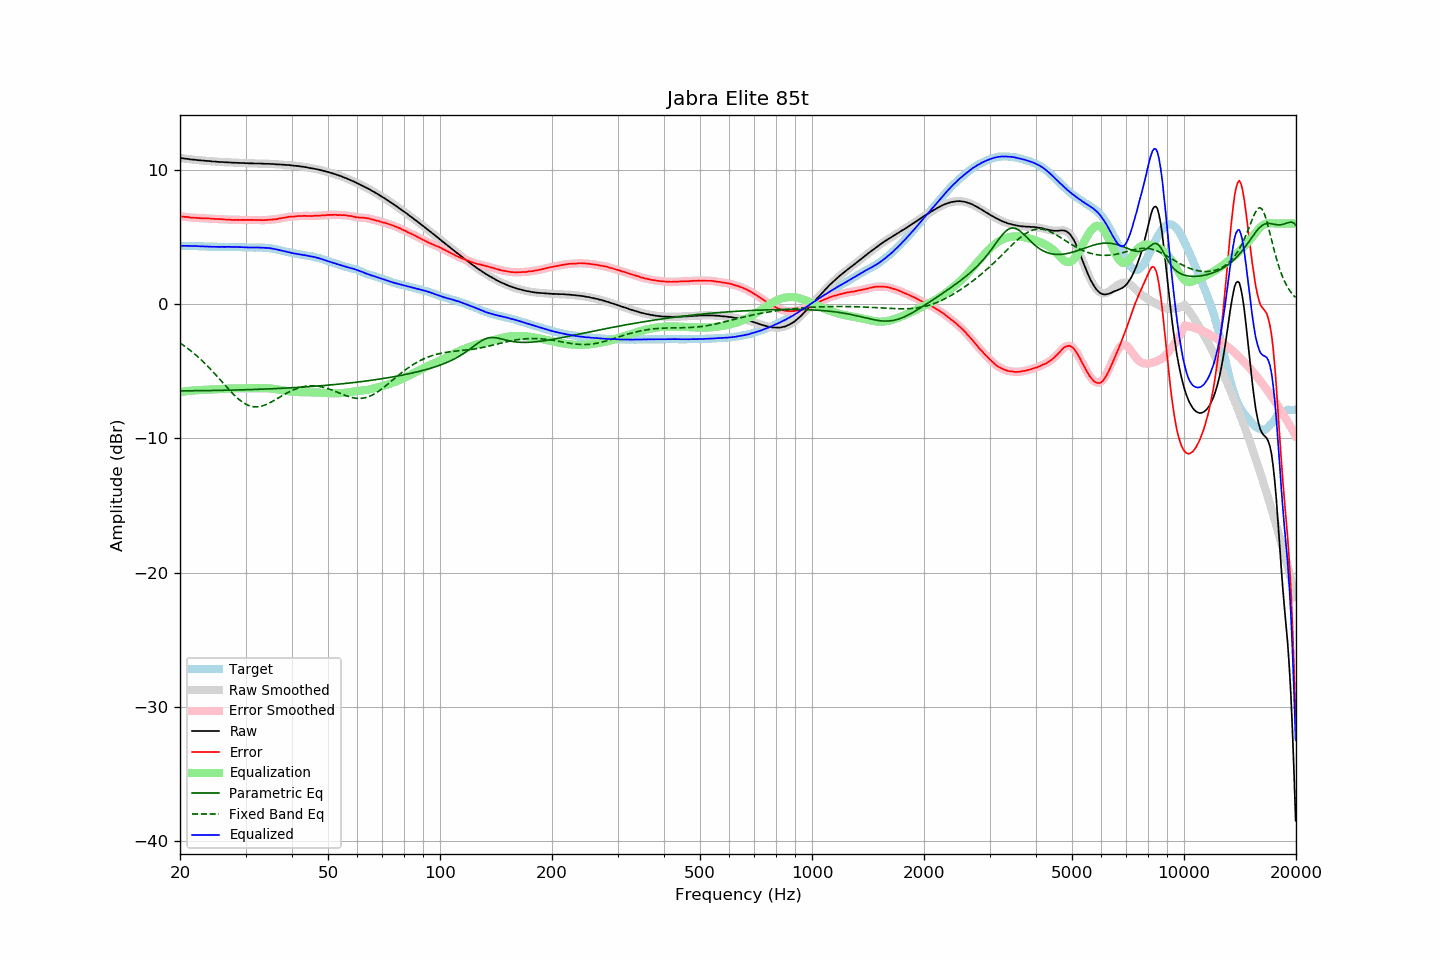 Jabra Elite 85t
Amplitude (dBr)
10
0
−10
−20
−30
−40
Target
Raw Smoothed
Error Smoothed
Raw
Error
Equalization
Parametric Eq
Fixed Band Eq
Equalized
20 50 100 200 500 1000 2000 5000 10000 20000
Frequency (Hz)